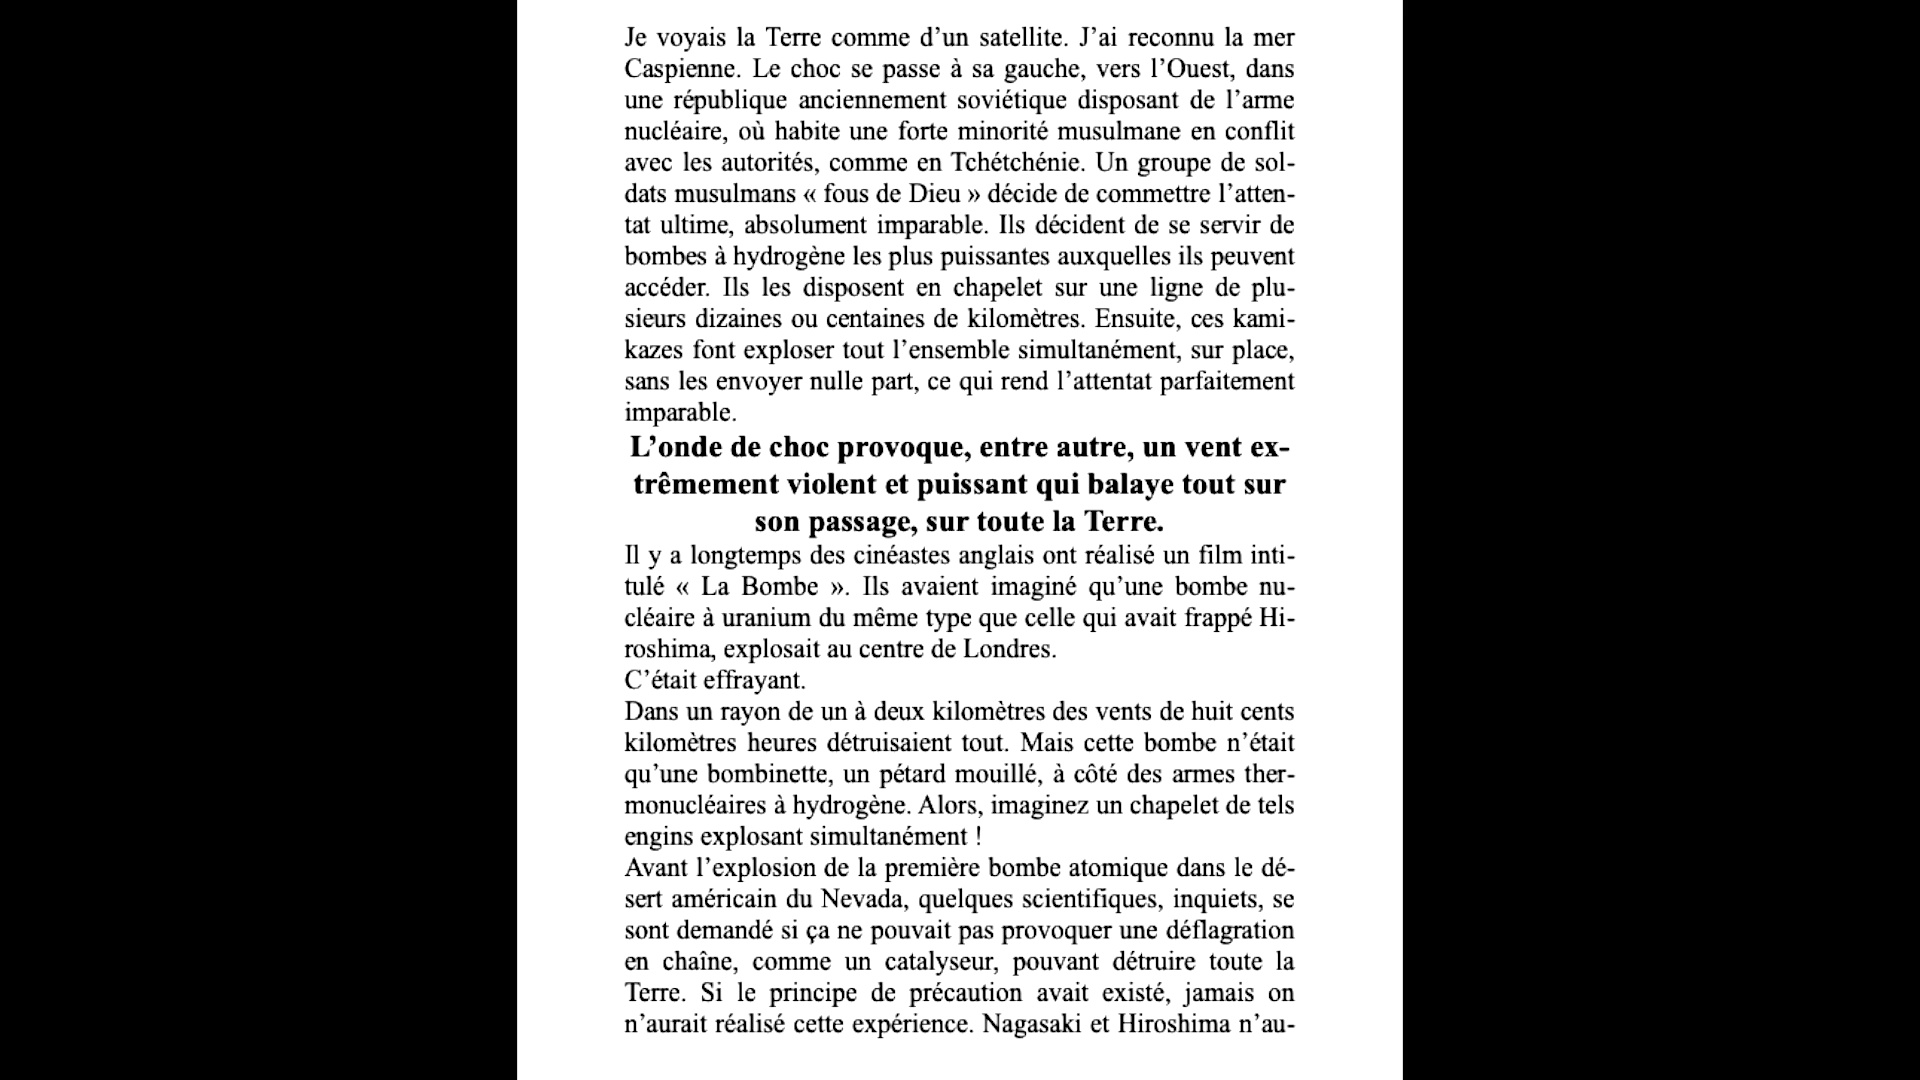 Je voyais la Terre comme d’un satellite. J’ai reconnu la mer
Caspienne. Le choc se passe à sa gauche, vers l’Ouest, dans
une république anciennement soviétique disposant de l’arme
nucléaire, où habite une forte minorité musulmane en conflit
avec les autorités, comme en Tchétchénie. Un groupe de sol-
dats musulmans « fous de Dieu » décide de commettre l’atten-
tat ultime, absolument imparable. Ils décident de se servir de
bombes à hydrogène les plus puissantes auxquelles ils peuvent
accéder. Ils les disposent en chapelet sur une ligne de plu-
sieurs dizaines ou centaines de kilomètres. Ensuite, ces kami-
kazes font exploser tout l’ensemble simultanément, sur place,
sans les envoyer nulle part, ce qui rend l’attentat parfaitement
imparable.
L’onde de choc provoque, entre autre, un vent ex-
trêmement violent et puissant qui balaye tout sur
son passage, sur toute la Terre.
Il y a longtemps des cinéastes anglais ont réalisé un film inti-
tulé « La Bombe ». Ils avaient imaginé qu’une bombe nu-
cléaire à uranium du même type que celle qui avait frappé Hi-
roshima, explosait au centre de Londres.
C’était effrayant.
Dans un rayon de un à deux kilomètres des vents de huit cents
kilomètres heures détruisaient tout. Mais cette bombe n’était
qu’une bombinette, un pétard mouillé, à côté des armes ther-
monucléaires à hydrogène. Alors, imaginez un chapelet de tels
engins explosant simultanément !
Avant l’explosion de la première bombe atomique dans le dé-
sert américain du Nevada, quelques scientifiques, inquiets, se
sont demandé si ça ne pouvait pas provoquer une déflagration
en chaîne, comme un catalyseur, pouvant détruire toute la
Terre. Si le principe de précaution avait existé, jamais on
n’aurait réalisé cette expérience. Nagasaki et Hiroshima n’au-